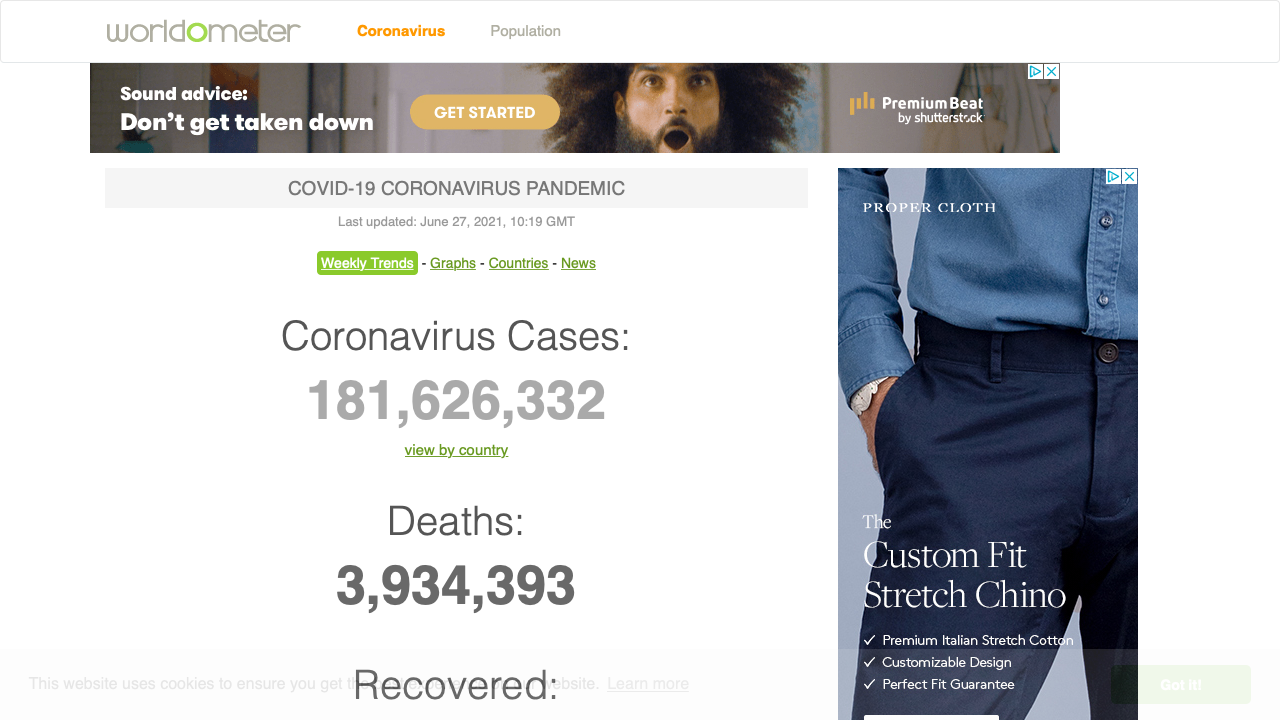 worldometer
Coronavirus
Population
Sound advice:
Don't get taken down
GET STARTED
PremiumBeat
by shutterstock
COVID-19 CORONAVIRUS PANDEMIC
Last updated: June 27, 2021, 10:19 GMT
Weekly Trends - Graphs - Countries - News
Coronavirus Cases:
181,626,332
view by country
Deaths:
3,934,393
Recovered:
PROPER CLOTH
The
Custom Fit
Stretch Chino
✓ Premium Italian Stretch Cotton
✓ Customizable Design
✓ Perfect Fit Guarantee
This website uses cookies to ensure you get the website. Learn more
Got it!